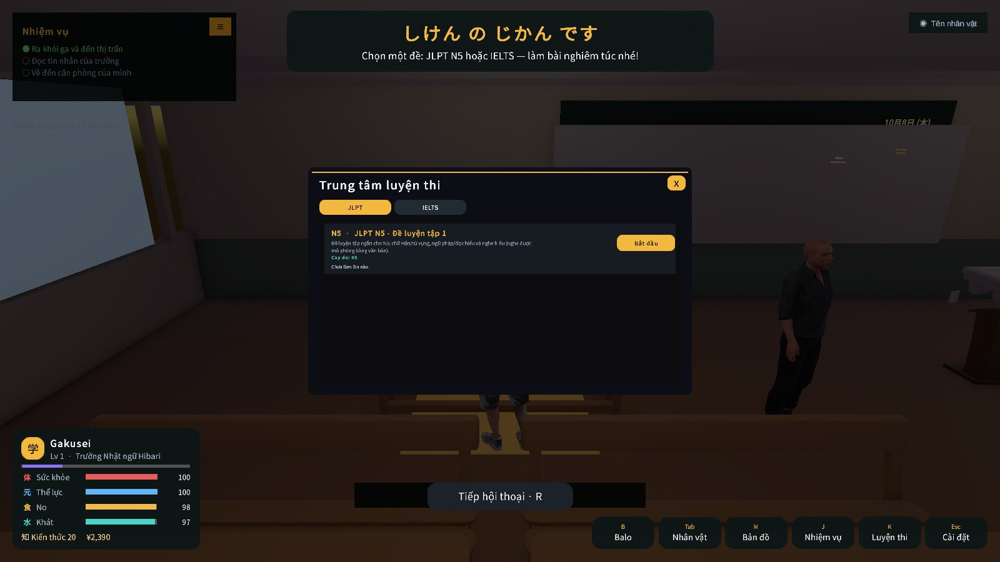 Nhiệm vụ
☰
Ra khỏi ga và đến thị trấn
Đọc tin nhắn của trường
Về đến căn phòng của mình
Online: 1 người chơi | Enter: chat
しけん の じかん です
Chọn một đề: JLPT N5 hoặc IELTS — làm bài nghiêm túc nhé!
◉ Tên nhân vật
10月8日 (木)
Kim
Trung tâm luyện thi
X
JLPT
IELTS
N5 · JLPT N5 - Đề luyện tập 1
Đề luyện tập ngắn cho N5: chữ Hán/từ vựng, ngữ pháp/đọc hiểu và nghe h ểu (nghe được
mô phỏng bằng văn bản).
Cap do: N5
Chưa làm lần nào
Bắt đầu
Tiếp hội thoại · R
学
Gakusei
Lv 1 · Trường Nhật ngữ Hibari
体 Sức khỏe 100
元 Thể lực 100
食 No 98
水 Khát 97
知 Kiến thức 20 ¥2,390
B
Balo
Tab
Nhân vật
M
Bản đồ
J
Nhiệm vụ
K
Luyện thi
Esc
Cài đặt